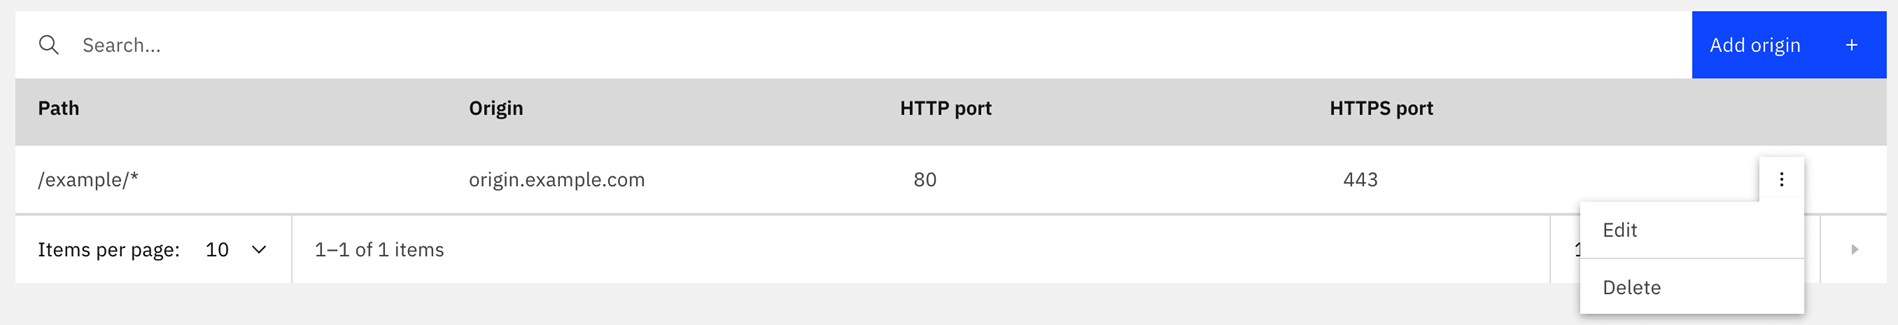 Search...
Add origin +
Path Origin HTTP port HTTPS port
/example/* origin.example.com 80 443
Items per page: 10 1–1 of 1 items 1
Edit
Delete